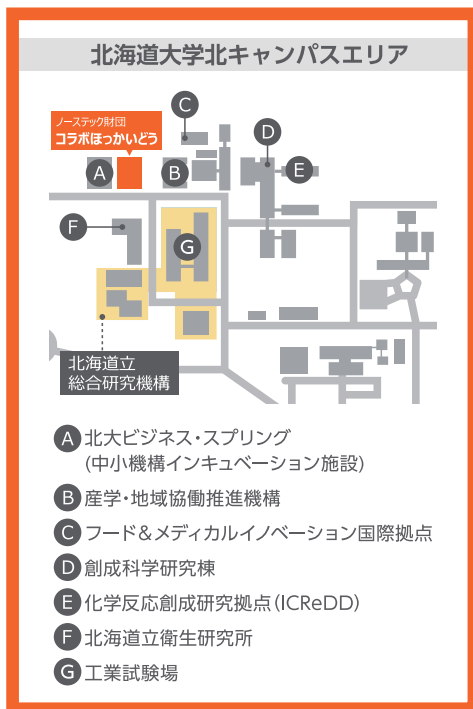 北海道大学北キャンパスエリア
ノーステック財団
コラボほっかいどう
C
D
A
B
E
F
G
北海道立
総合研究機構
A 北大ビジネス・スプリング
(中小機構インキュベーション施設)
B 産学・地域協働推進機構
C フード&メディカルイノベーション国際拠点
D 創成科学研究棟
E 化学反応創成研究拠点(ICReDD)
F 北海道立衛生研究所
G 工業試験場